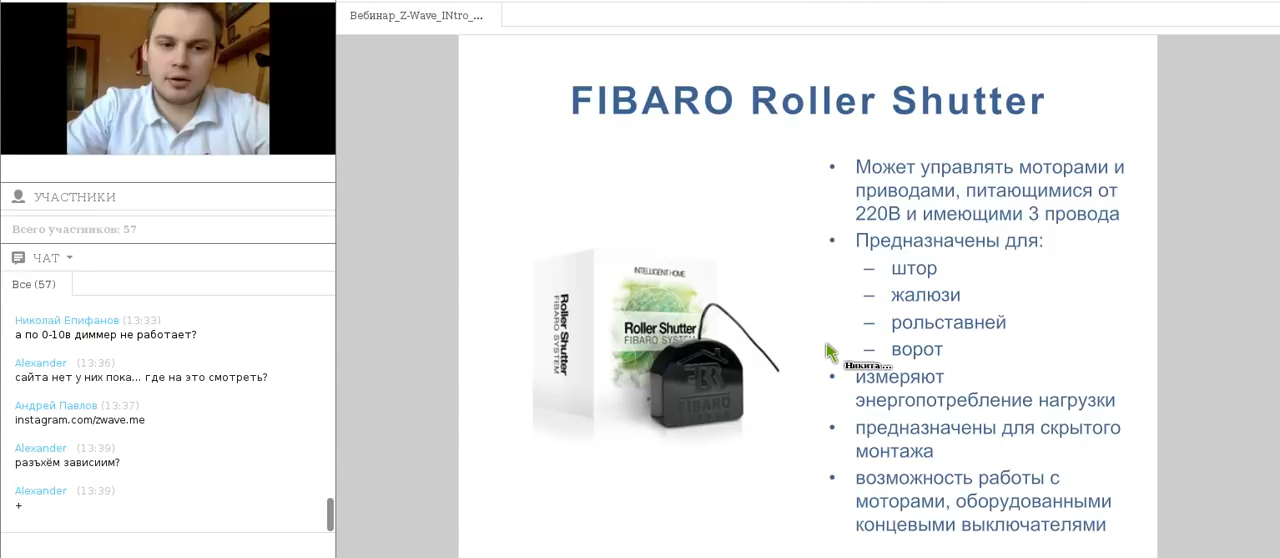 Вебинар_Z-Wave_INtro_...
УЧАСТНИКИ
Всего участников: 57
ЧАТ
Все (57)
Николай Епифанов (13:33)
а по 0-10в диммер не работает?
Alexander (13:36)
сайта нет у них пока... где на это смотреть?
Андрей Павлов (13:37)
instagram.com/zwave.me
Alexander (13:39)
разъхём зависиим?
Alexander (13:39)
+
FIBARO Roller Shutter
INTELLIGENT HOME
Roller Shutter
FIBARO SYSTEM
Roller Shutter
FIBARO SYSTEM
FIBARO
• Может управлять моторами и
приводами, питающимися от
220В и имеющими 3 провода
• Предназначены для:
– штор
– жалюзи
– рольставней
– ворот
Никита...
• измеряют
энергопотребление нагрузки
• предназначены для скрытого
монтажа
• возможность работы с
моторами, оборудованными
концевыми выключателями